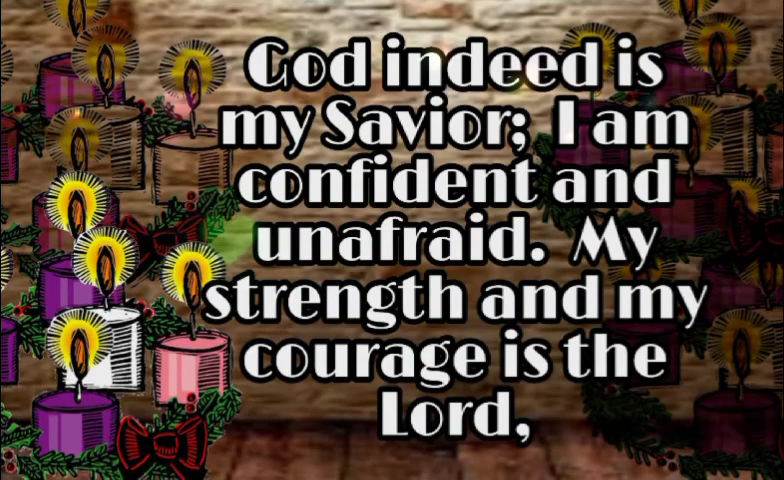 God indeed is
my Savior; I am
confident and
unafraid. My
strength and my
courage is the
Lord,